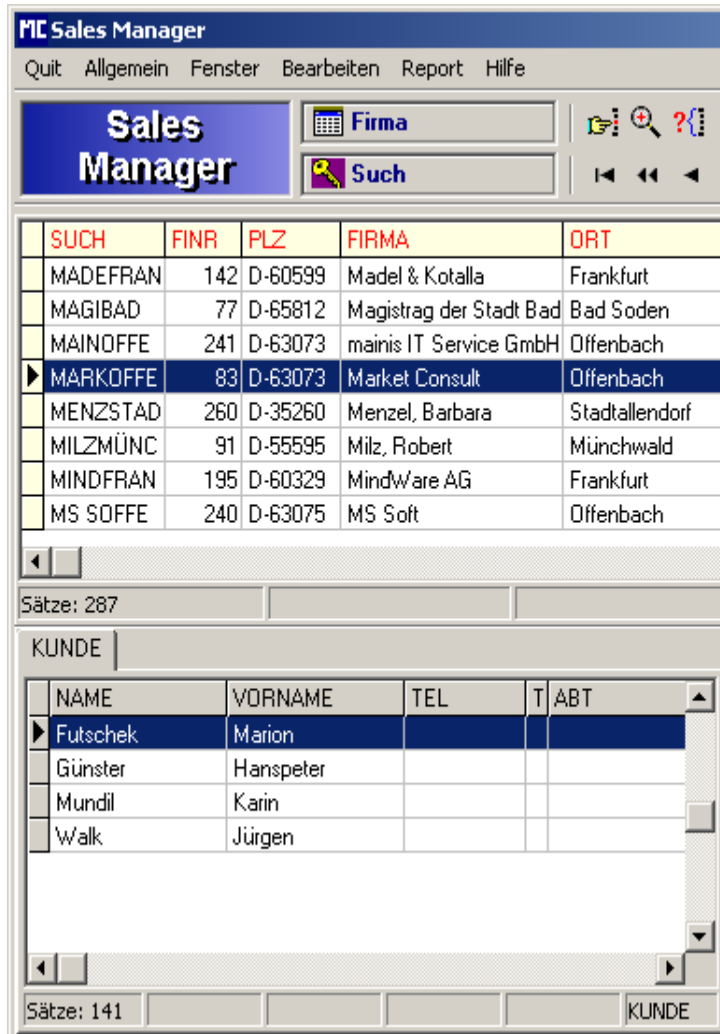 MC Sales Manager
Quit Allgemein Fenster Bearbeiten Report Hilfe
Sales Manager
Firma
Such
SUCH FINR PLZ FIRMA ORT
MADEFRAN 142 D-60599 Madel & Kotalla Frankfurt
MAGIBAD 77 D-65812 Magistrag der Stadt Bad Bad Soden
MAINOFFE 241 D-63073 mainis IT Service GmbH Offenbach
MARKOFFE 83 D-63073 Market Consult Offenbach
MENZSTAD 260 D-35260 Menzel, Barbara Stadtallendorf
MILZMÜNC 91 D-55595 Milz, Robert Münchwald
MINDFRAN 195 D-60329 MindWare AG Frankfurt
MS SOFFE 240 D-63075 MS Soft Offenbach
Sätze: 287
KUNDE
NAME VORNAME TEL T ABT
Futschek Marion
Günster Hanspeter
Mundil Karin
Walk Jürgen
Sätze: 141 KUNDE